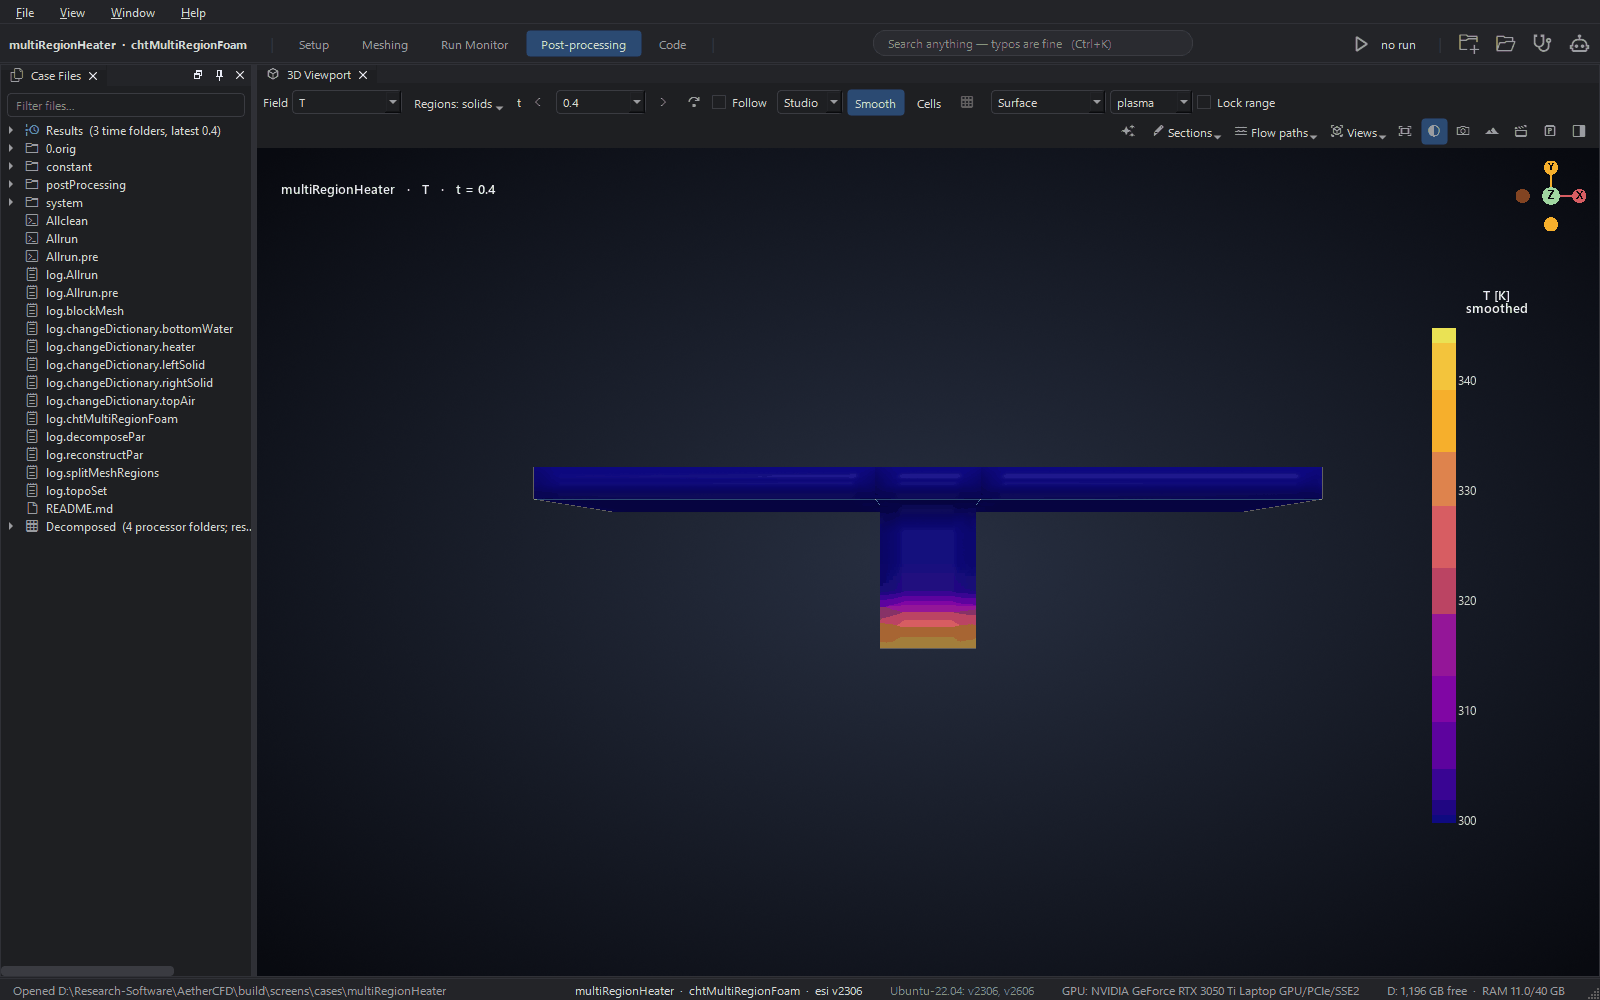 File View Window Help
multiRegionHeater · chtMultiRegionFoam Setup Meshing Run Monitor Post-processing Code Search anything — typos are fine (Ctrl+K) no run
Case Files 3D Viewport
Filter files...
Field T Regions: solids t 0.4 Follow Studio Smooth Cells Surface plasma Lock range
Sections Flow paths Views
Results (3 time folders, latest 0.4)
0.orig
constant
postProcessing
system
Allclean
Allrun
Allrun.pre
log.Allrun
log.Allrun.pre
log.blockMesh
log.changeDictionary.bottomWater
log.changeDictionary.heater
log.changeDictionary.leftSolid
log.changeDictionary.rightSolid
log.changeDictionary.topAir
log.chtMultiRegionFoam
log.decomposePar
log.reconstructPar
log.splitMeshRegions
log.topoSet
README.md
Decomposed (4 processor folders; res..
multiRegionHeater · T · t = 0.4
Y
Z X
T [K]
smoothed
340
330
320
310
300
Opened D:\Research-Software\AetherCFD\build\screens\cases\multiRegionHeater multiRegionHeater · chtMultiRegionFoam · esi v2306 Ubuntu-22.04: v2306, v2606 GPU: NVIDIA GeForce RTX 3050 Ti Laptop GPU/PCIe/SSE2 D: 1,196 GB free · RAM 11.0/40 GB